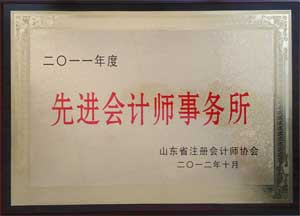 二〇一一年度
先进会计师事务所
山东省注册会计师协会
二〇一二年十月